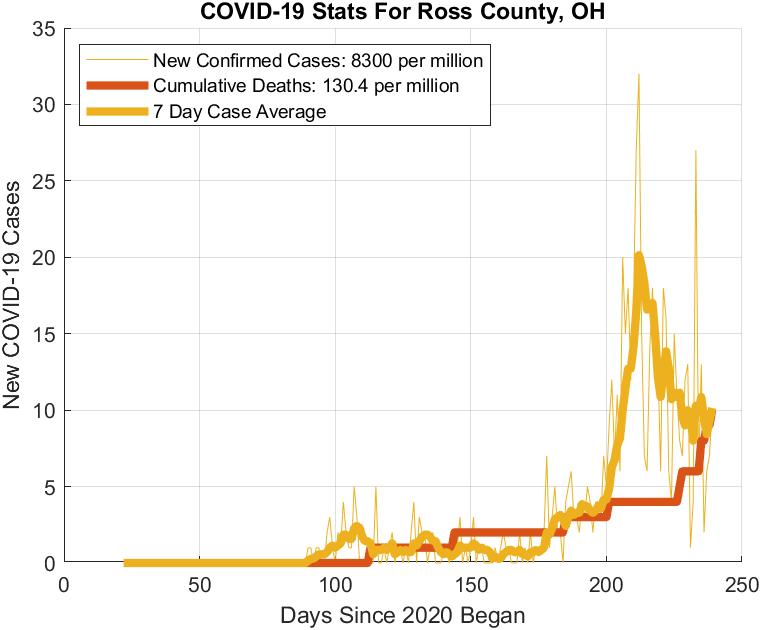 COVID-19 Stats For Ross County, OH
New Confirmed Cases: 8300 per million
Cumulative Deaths: 130.4 per million
7 Day Case Average
New COVID-19 Cases
35
30
25
20
15
10
5
0
0 50 100 150 200 250
Days Since 2020 Began